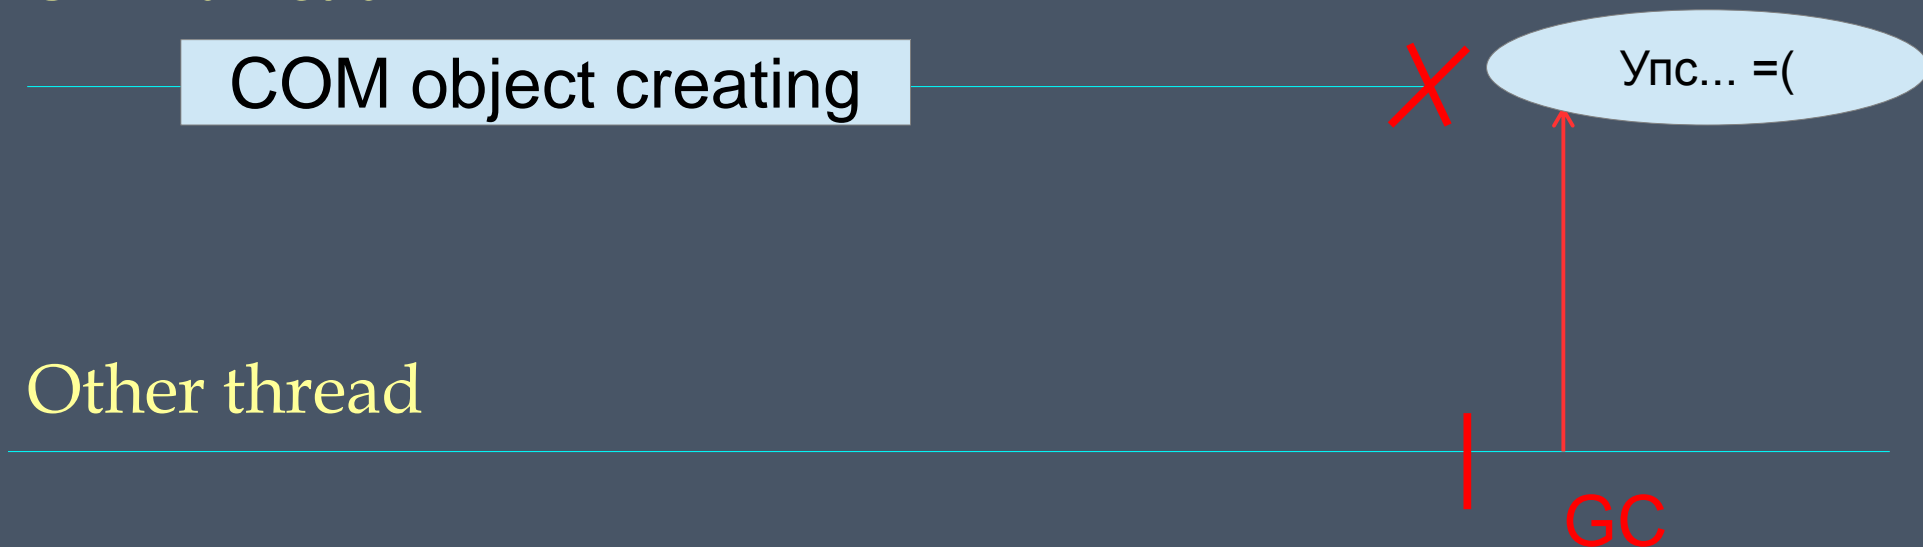 COM object creating
Упс... =(
Other thread
GC